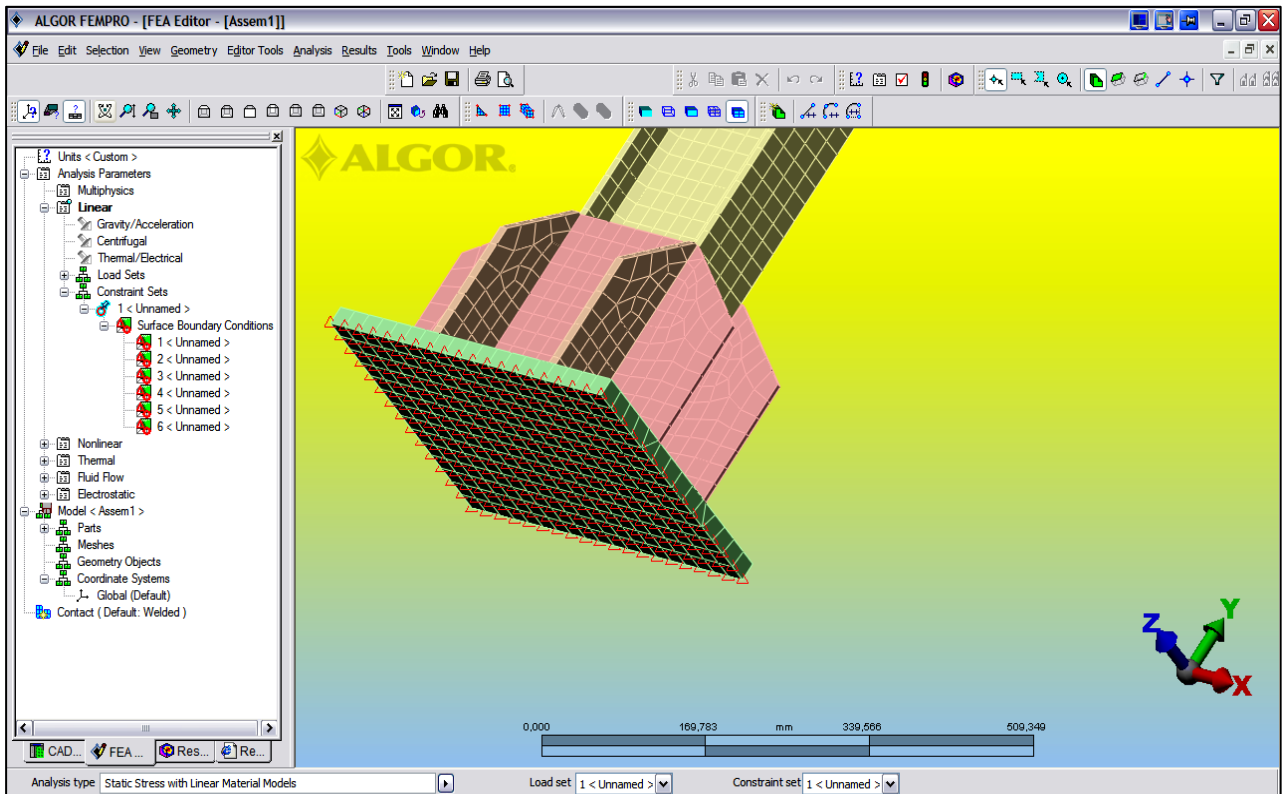 ALGOR FEMPRO - [FEA Editor - [Assem1]]
File Edit Selection View Geometry Editor Tools Analysis Results Tools Window Help
ALGOR.
Units < Custom >
Analysis Parameters
Multiphysics
Linear
Gravity/Acceleration
Centrifugal
Thermal/Electrical
Load Sets
Constraint Sets
1 < Unnamed >
Surface Boundary Conditions
1 < Unnamed >
2 < Unnamed >
3 < Unnamed >
4 < Unnamed >
5 < Unnamed >
6 < Unnamed >
Nonlinear
Thermal
Fluid Flow
Electrostatic
Model < Assem1 >
Parts
Meshes
Geometry Objects
Coordinate Systems
Global (Default)
Contact ( Default: Welded )
Z Y X
0,000 169,783 mm 339,566 509,349
CAD... FEA ... Res... Re...
Analysis type Static Stress with Linear Material Models Load set 1 < Unnamed > Constraint set 1 < Unnamed >